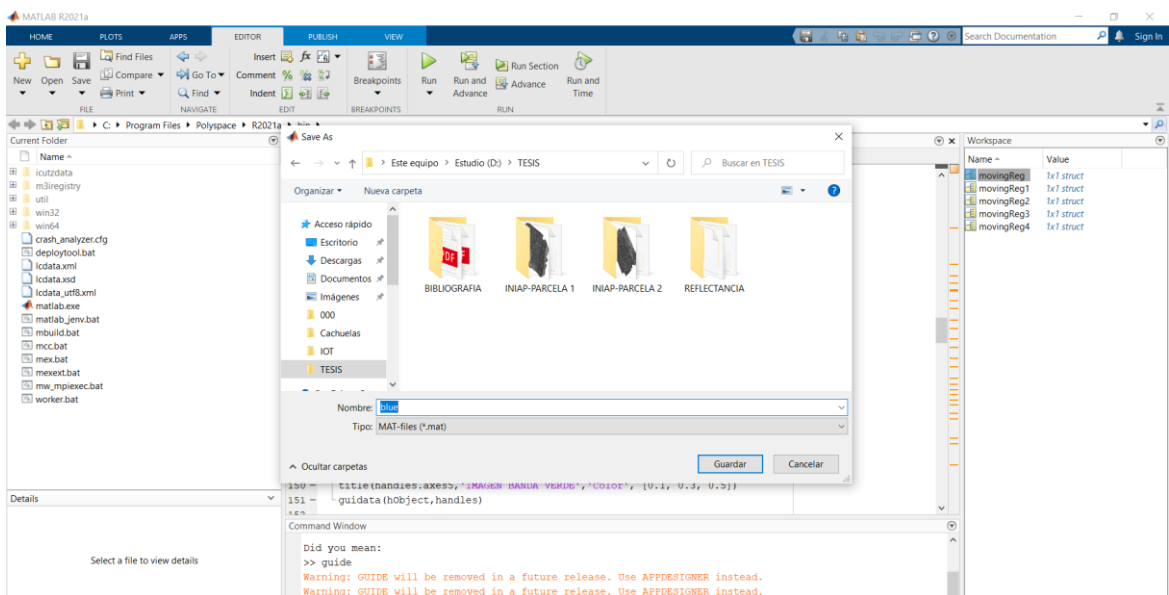 MATLAB R2021a
HOME PLOTS APPS EDITOR PUBLISH VIEW Search Documentation Sign In
New Open Save Find Files Compare Print Go To Find Insert fx Comment % Indent Breakpoints Run Run and Advance Run Section Advance Run and Time
FILE NAVIGATE EDIT BREAKPOINTS RUN
C: Program Files Polyspace R2021a bin
Current Folder
Name
icutzdata
m3iregistry
util
win32
win64
crash_analyzer.cfg
deploytool.bat
lcdata.xml
lcdata.xsd
lcdata_utf8.xml
matlab.exe
matlab_jenv.bat
mbuild.bat
mcc.bat
mex.bat
mexext.bat
mw_mpiexec.bat
worker.bat
Details
Select a file to view details
Save As
Este equipo > Estudio (D:) > TESIS Buscar en TESIS
Organizar Nueva carpeta
Acceso rápido
Escritorio
Descargas
Documentos
Imágenes
000
Cachuelas
IOT
TESIS
PDF
BIBLIOGRAFIA INIAP-PARCELA 1 INIAP-PARCELA 2 REFLECTANCIA
Nombre: blue
Tipo: MAT-files (*.mat)
Ocultar carpetas Guardar Cancelar
150 – title(handles.axes5,'IMAGEN BANDA VERDE','Color', [0.1, 0.3, 0.5])
151 – guidata(hObject,handles)
152
Command Window
Did you mean:
>> guide
Warning: GUIDE will be removed in a future release. Use APPDESIGNER instead.
Warning: GUIDE will be removed in a future release. Use APPDESIGNER instead.
Workspace
Name Value
movingReg 1x1 struct
movingReg1 1x1 struct
movingReg2 1x1 struct
movingReg3 1x1 struct
movingReg4 1x1 struct